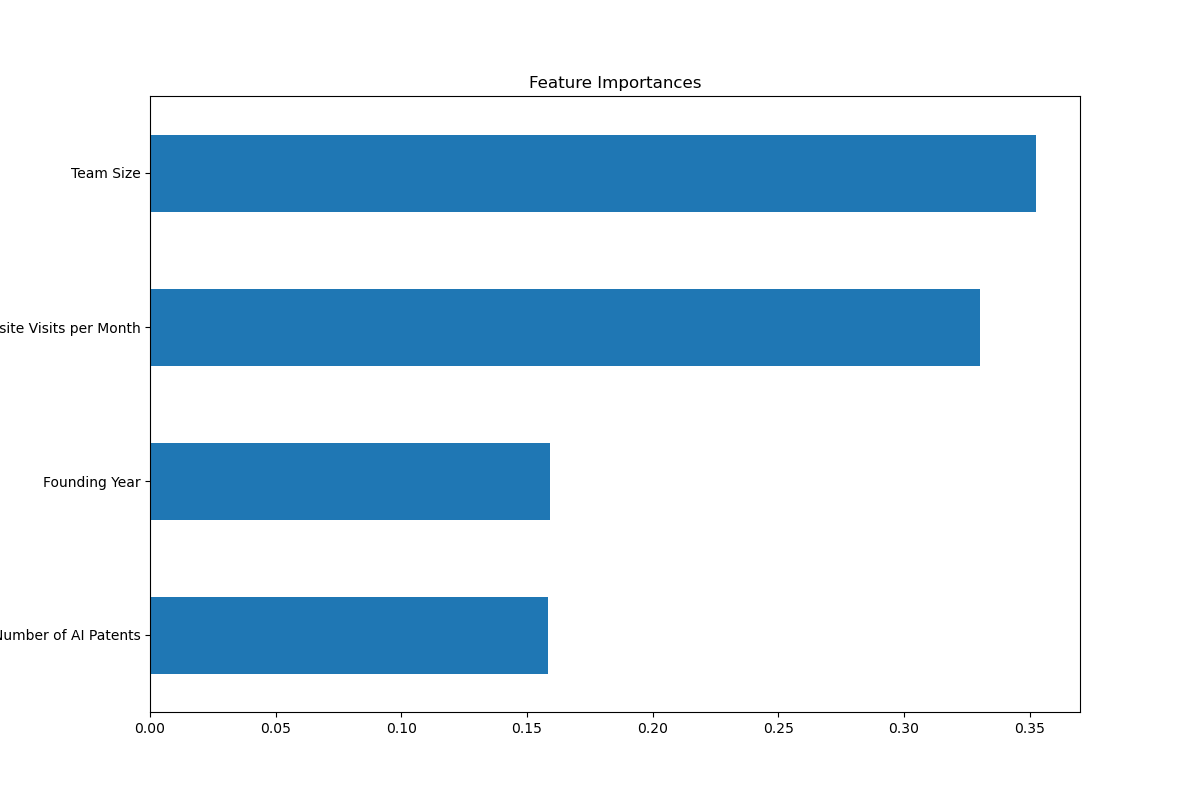 Feature Importances
Team Size
site Visits per Month
Founding Year
Number of AI Patents
0.00 0.05 0.10 0.15 0.20 0.25 0.30 0.35